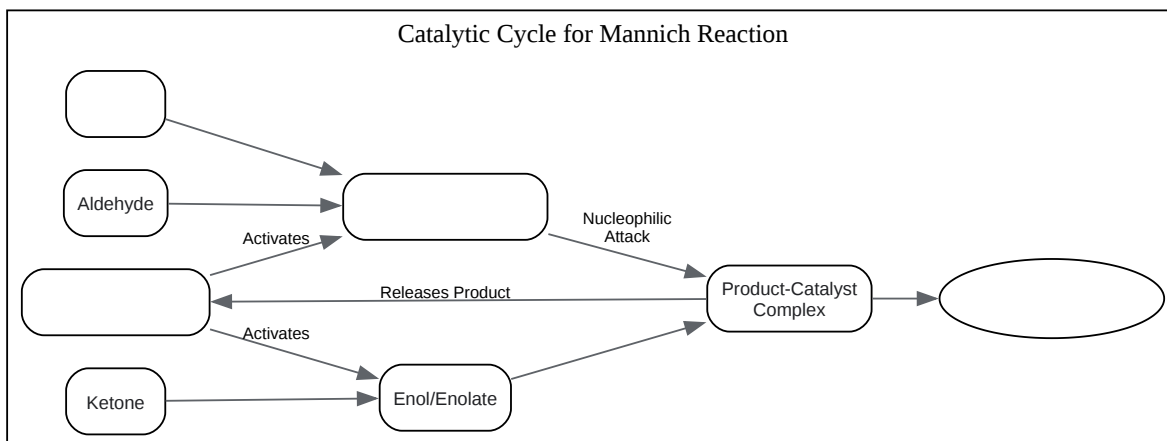 Catalytic Cycle for Mannich Reaction
Aldehyde
Activates
Nucleophilic
Attack
Releases Product
Product-Catalyst
Complex
Activates
Ketone
Enol/Enolate